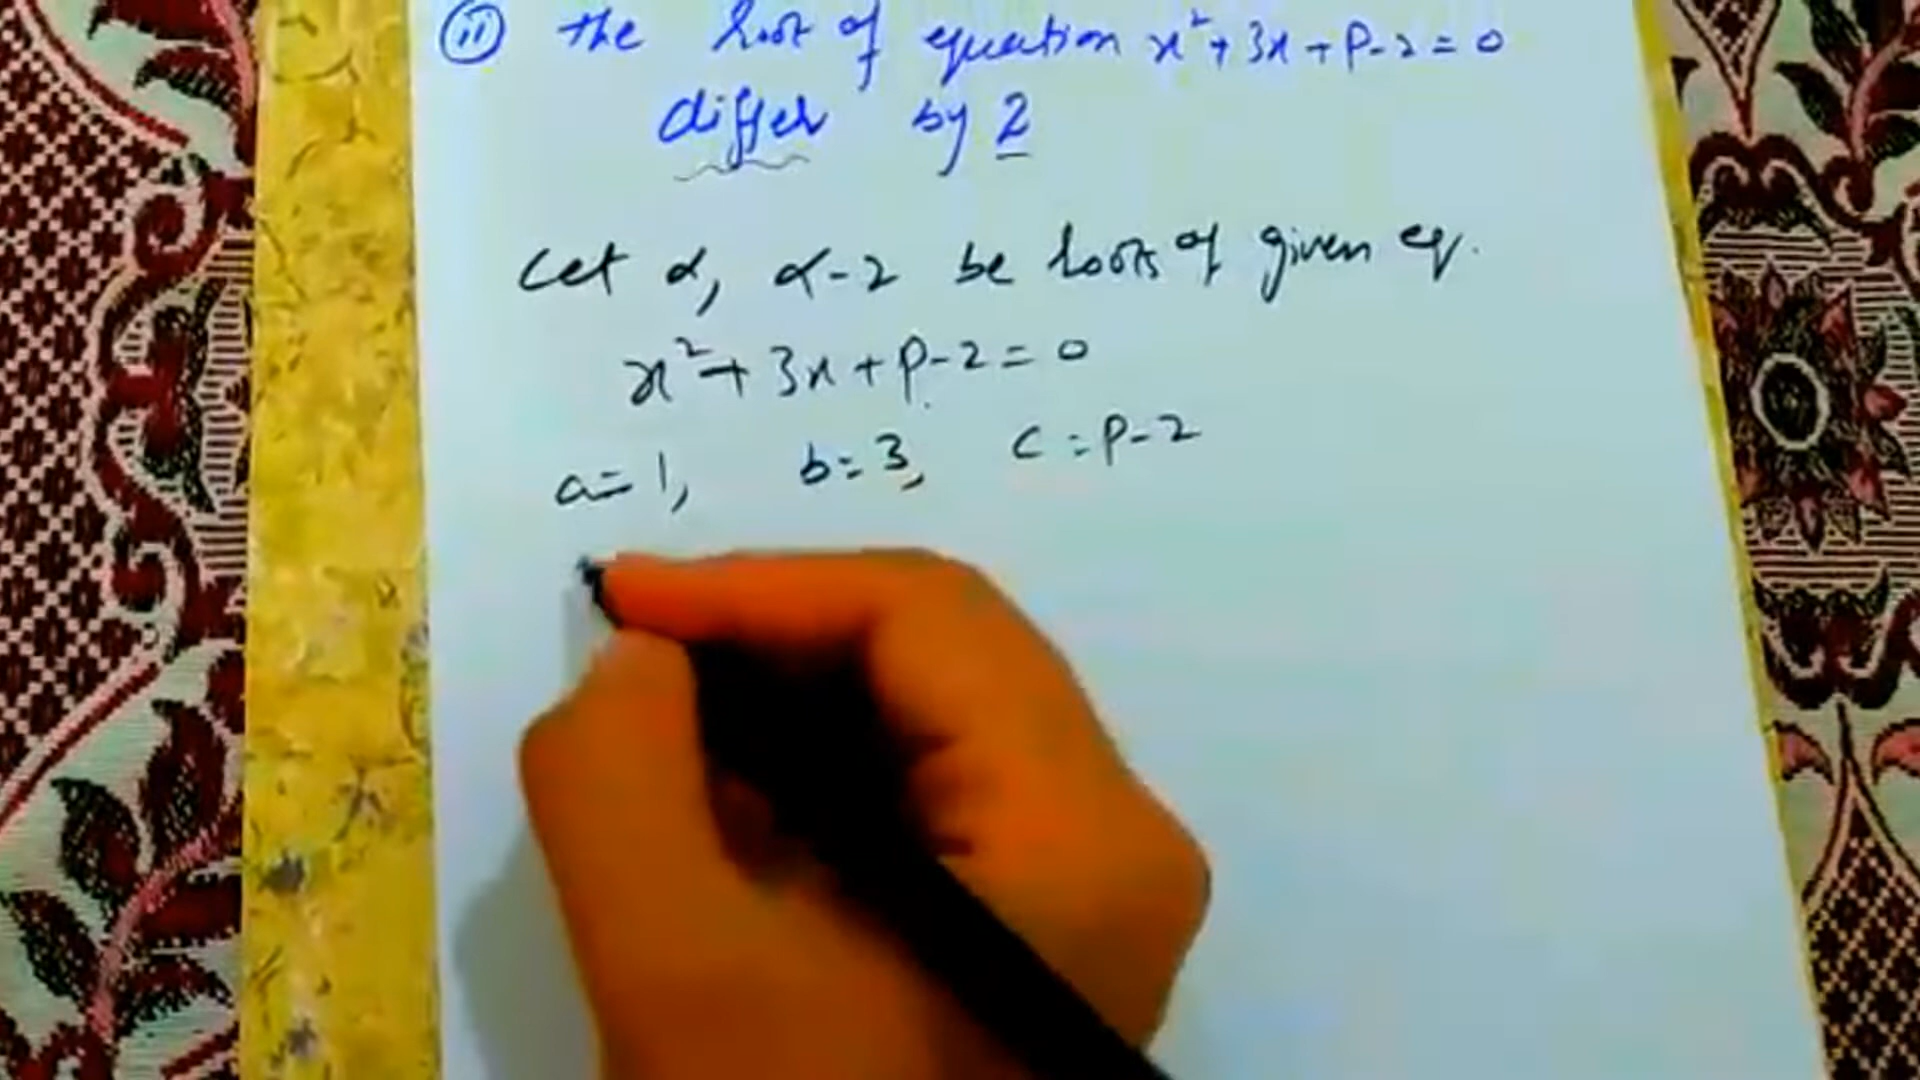 (ii) the root of equation x²+3x+P-2=0
differ by 2
Let α, α-2 be roots of given eq.
x²+3x+P-2=0
a=1, b=3, c=P-2